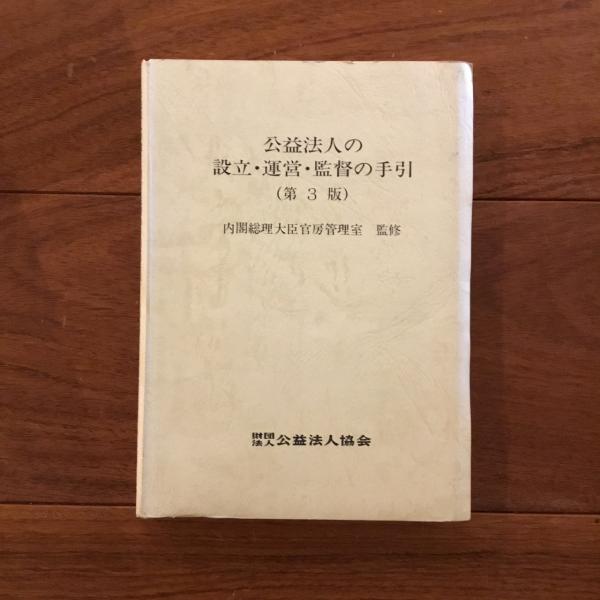 公益法人の
設立・運営・監督の手引
(第 3 版)
内閣総理大臣官房管理室 監修
財団法人 公益法人協会